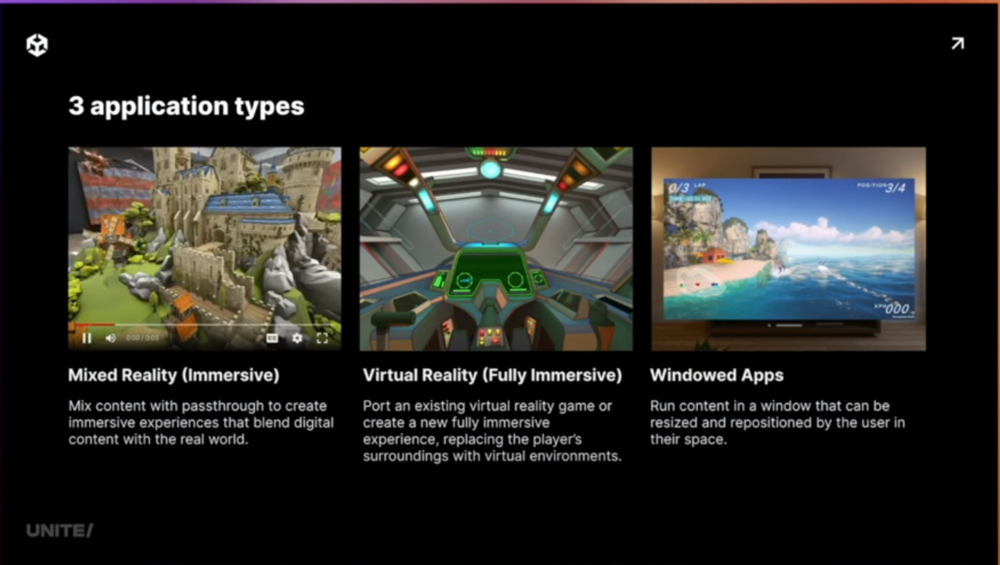 3 application types
0/3 LAP
POSITION 3/4
KPH 000
0:00 / 0:05
CC
Mixed Reality (Immersive)
Mix content with passthrough to create
immersive experiences that blend digital
content with the real world.
Virtual Reality (Fully Immersive)
Port an existing virtual reality game or
create a new fully immersive
experience, replacing the player's
surroundings with virtual environments.
Windowed Apps
Run content in a window that can be
resized and repositioned by the user in
their space.
UNITE/